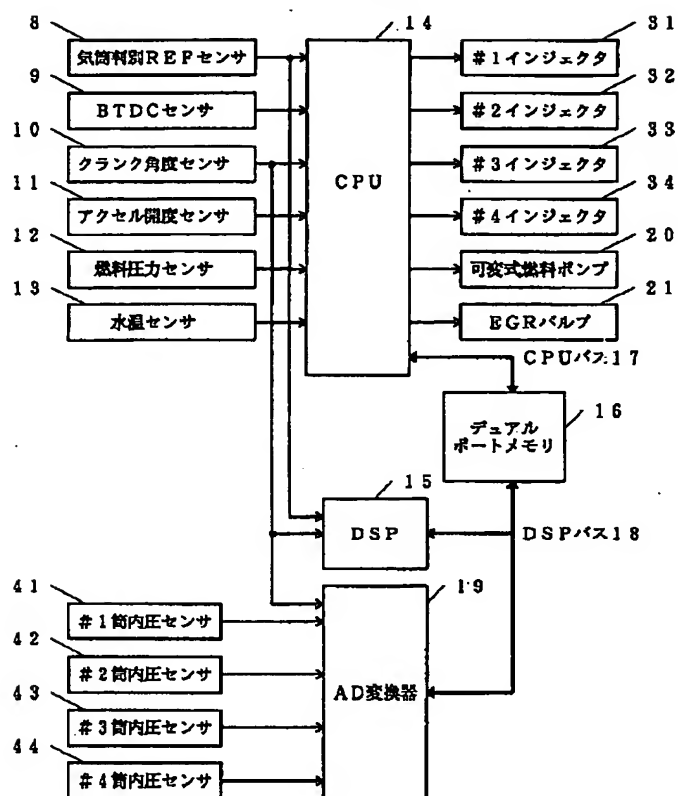 8
気筒判別REFセンサ
9
BTDCセンサ
10
クランク角度センサ
11
アクセル開度センサ
12
燃料圧力センサ
13
水温センサ
14
CPU
31
#1インジェクタ
32
#2インジェクタ
33
#3インジェクタ
34
#4インジェクタ
20
可変式燃料ポンプ
21
EGRバルブ
CPUバス17
16
デュアル
ポートメモリ
15
DSP
DSPバス18
19
AD変換器
41
#1筒内圧センサ
42
#2筒内圧センサ
43
#3筒内圧センサ
44
#4筒内圧センサ